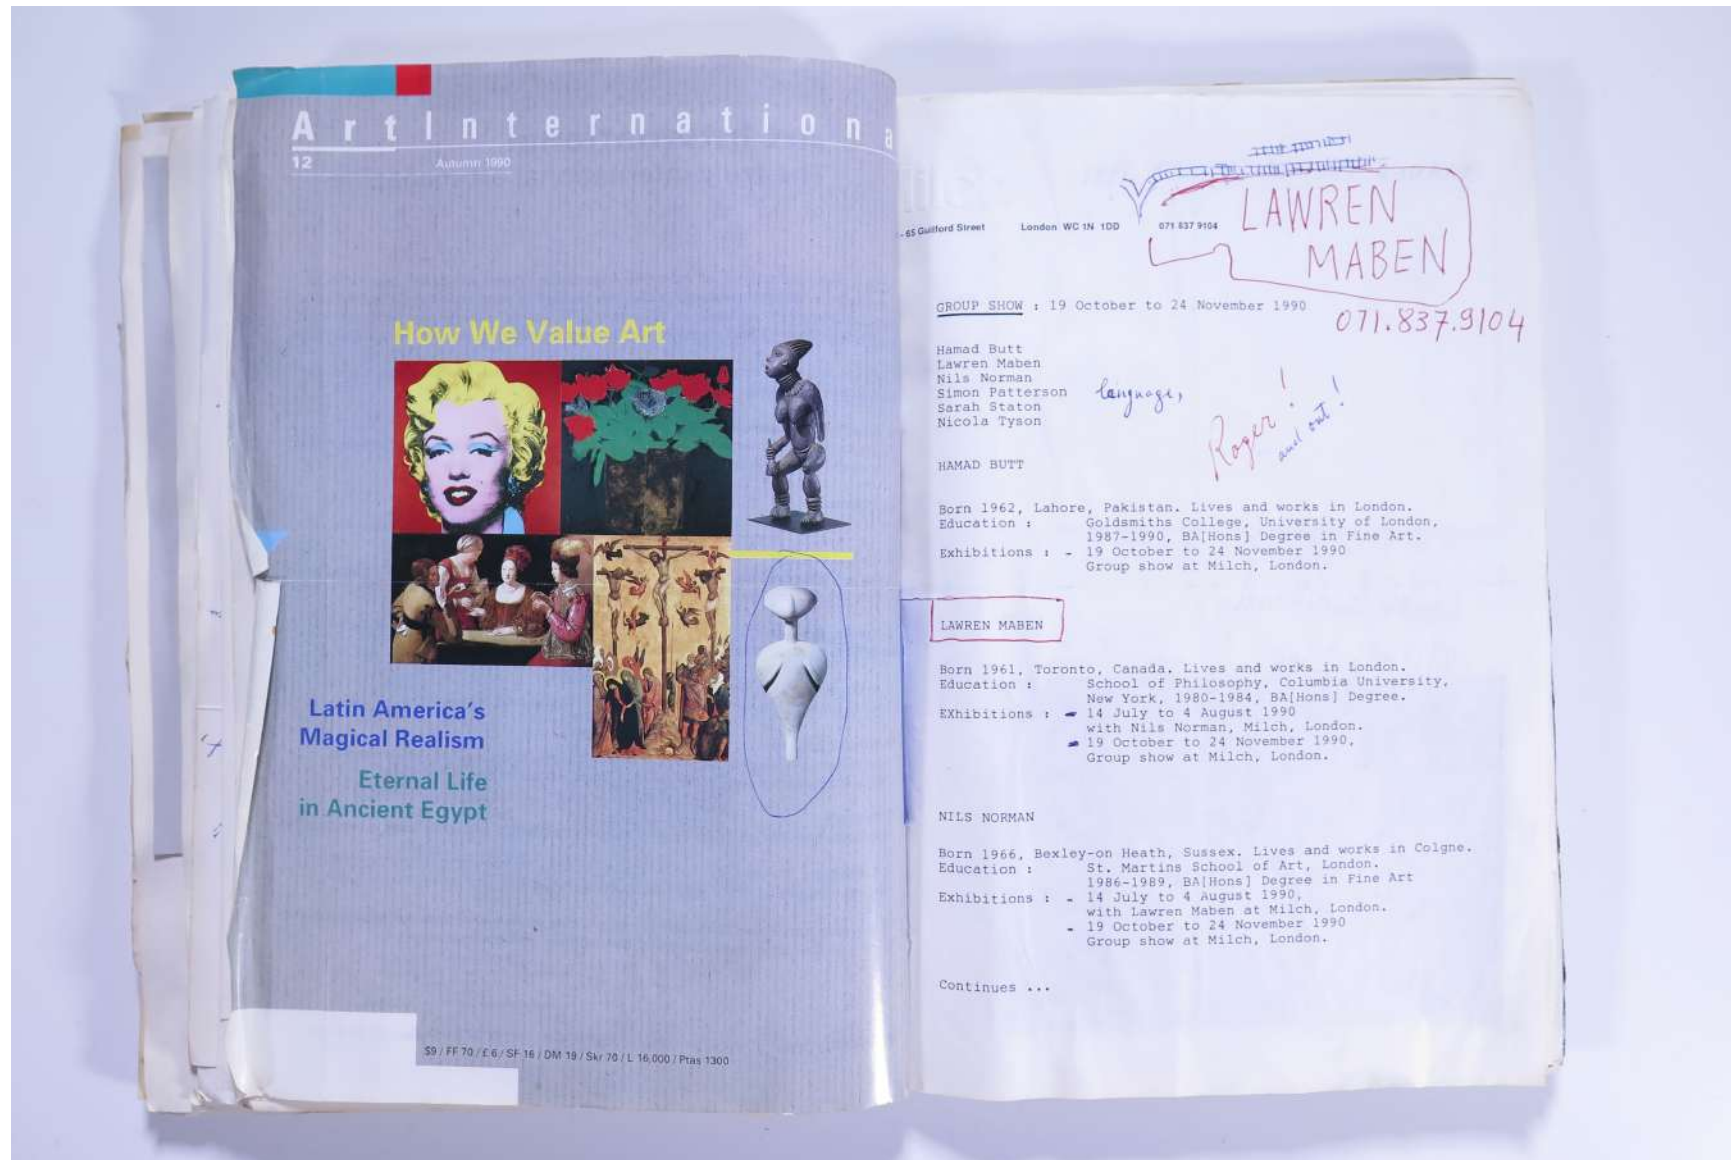 ArtInternationa
12
Autumn 1990
How We Value Art
Latin America's
Magical Realism
Eternal Life
in Ancient Egypt
$9 / FF 70 / £ 6 / SF 16 / DM 19 / Skr 70 / L 16,000 / Ptas 1300
LAWREN
MABEN
- 65 Guilford Street London WC 1N 1DD 071 837 9104
GROUP SHOW : 19 October to 24 November 1990
071.837.9104
Hamad Butt
Lawren Maben
Nils Norman
Simon Patterson language,
Sarah Staton
Nicola Tyson
Roger!
and out!
HAMAD BUTT
Born 1962, Lahore, Pakistan. Lives and works in London.
Education : Goldsmiths College, University of London,
1987-1990, BA[Hons] Degree in Fine Art.
Exhibitions : - 19 October to 24 November 1990
Group show at Milch, London.
LAWREN MABEN
Born 1961, Toronto, Canada. Lives and works in London.
Education : School of Philosophy, Columbia University,
New York, 1980-1984, BA[Hons] Degree.
EXhibitions : - 14 July to 4 August 1990
with Nils Norman, Milch, London.
- 19 October to 24 November 1990,
Group show at Milch, London.
NILS NORMAN
Born 1966, Bexley-on Heath, Sussex. Lives and works in Colgne.
Education : St. Martins School of Art, London.
1986-1989, BA[Hons] Degree in Fine Art
Exhibitions : - 14 July to 4 August 1990,
with Lawren Maben at Milch, London.
- 19 October to 24 November 1990
Group show at Milch, London.
Continues ...